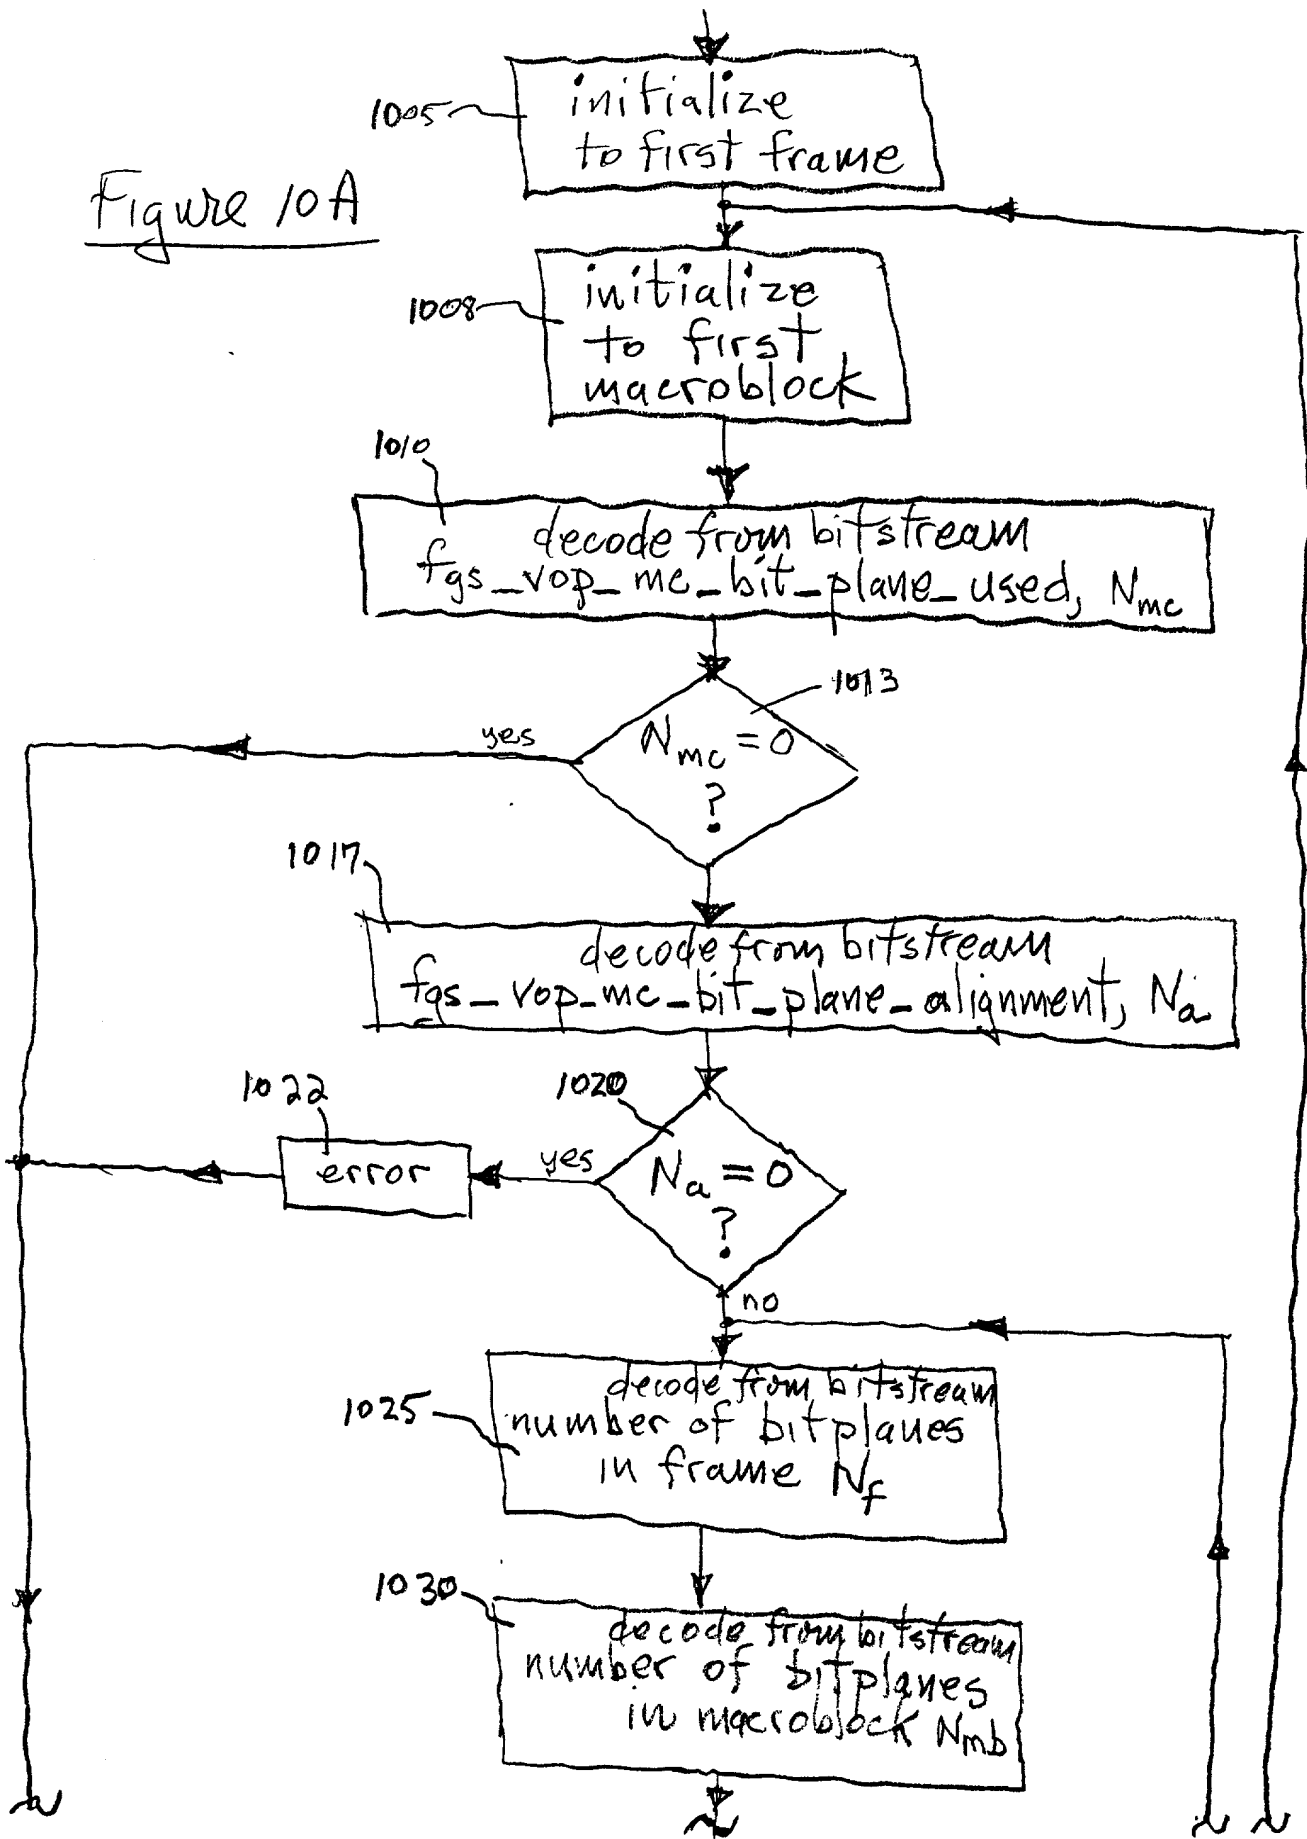 1005
initialize
to first frame
Figure 10A
1008
initialize
to first
macroblock
1010
decode from bitstream
fgs_vop_mc_bit_plane_used, Nmc
1013
Nmc = 0
?
yes
1017
decode from bitstream
fgs_vop_mc_bit_plane_alignment, Na
1022
error
1020
yes
Na = 0
?
no
1025
decode from bitstream
number of bitplanes
in frame Nf
1030
decode from bitstream
number of bitplanes
in macroblock Nmb